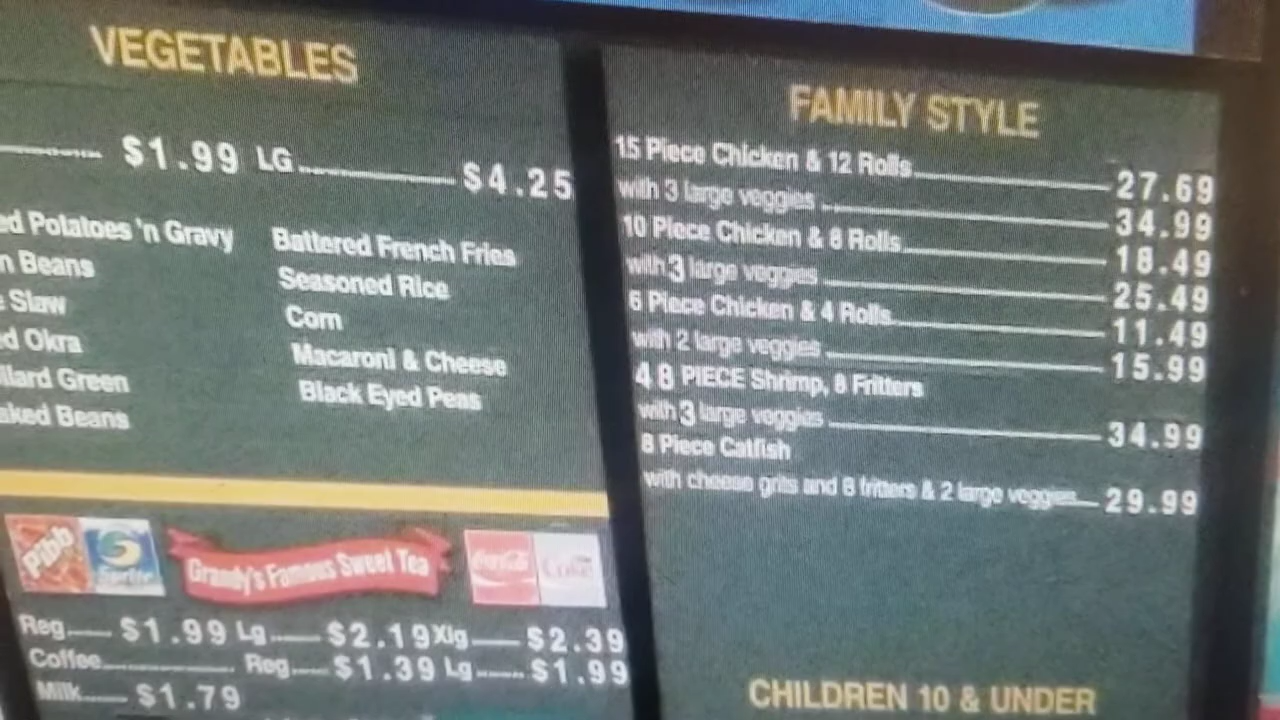 VEGETABLES
$1.99 LG $4.25
ed Potatoes 'n Gravy
n Beans
e Slaw
ed Okra
llard Green
aked Beans
Battered French Fries
Seasoned Rice
Corn
Macaroni & Cheese
Black Eyed Peas
Pibb
Sprite
Grandy's Famous Sweet Tea
Coca-Cola
Coke
Reg $1.99 Lg $2.19 Xlg $2.39
Coffee Reg $1.39 Lg $1.99
Milk $1.79
FAMILY STYLE
15 Piece Chicken & 12 Rolls 27.69
with 3 large veggies 34.99
10 Piece Chicken & 8 Rolls 18.49
with 3 large veggies 25.49
6 Piece Chicken & 4 Rolls 11.49
with 2 large veggies 15.99
48 PIECE Shrimp, 8 Fritters
with 3 large veggies 34.99
8 Piece Catfish
with cheese grits and 8 fritters & 2 large veggies 29.99
CHILDREN 10 & UNDER